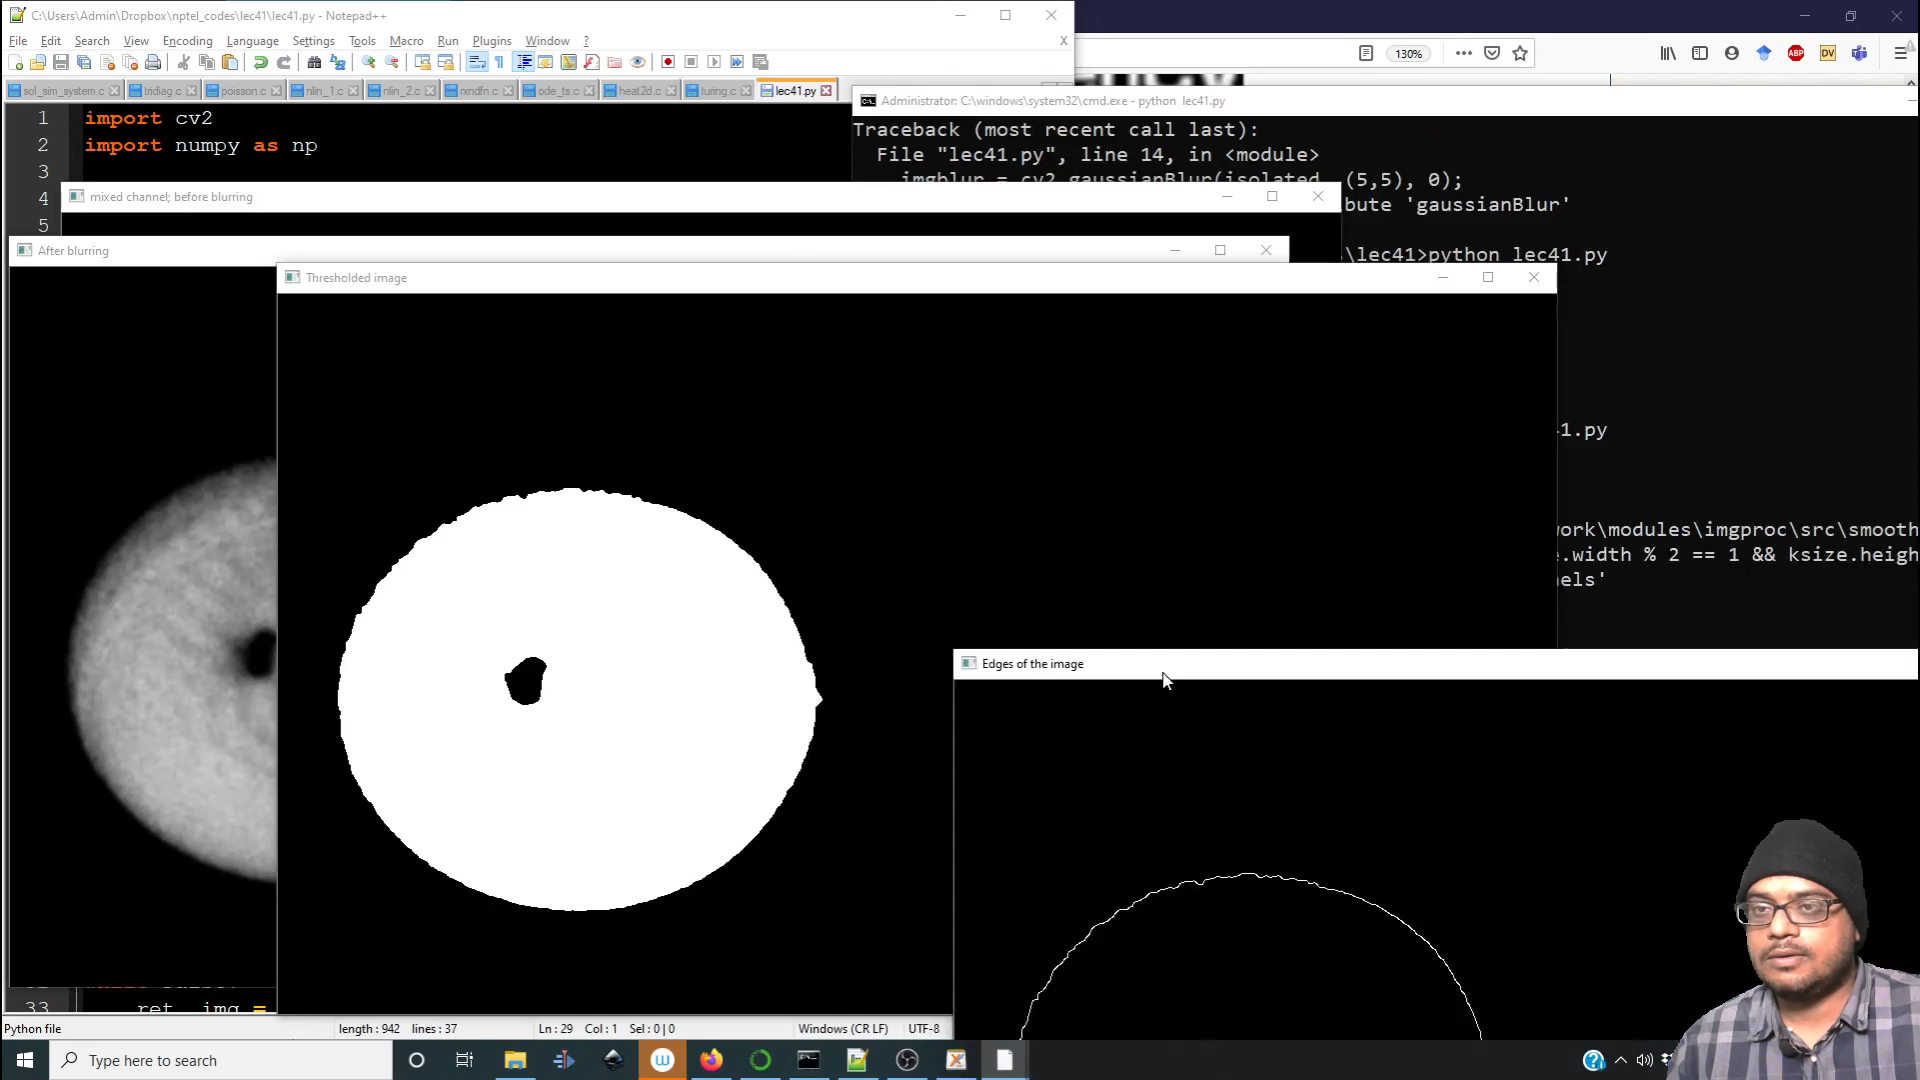 C:\Users\Admin\Dropbox\nptel_codes\lec41\lec41.py - Notepad++
File Edit Search View Encoding Language Settings Tools Macro Run Plugins Window ? X
130%
sol_sim_system.c tridiag.c poisson.c nlin_1.c nlin_2.c rxndfn.c ode_ts.c heat2d.c turing.c lec41.py
Administrator: C:\windows\system32\cmd.exe - python lec41.py
1 import cv2
2 import numpy as np
3
4
5
Traceback (most recent call last):
File "lec41.py", line 14, in <module>
imgblur = cv2.gaussianBlur(isolated, (5,5), 0);
bute 'gaussianBlur'
\lec41>python lec41.py
1.py
ork\modules\imgproc\src\smooth
.width % 2 == 1 && ksize.heigh
els'
mixed channel; before blurring
After blurring
Thresholded image
Edges of the image
33 ret, img =
Python file length : 942 lines : 37 Ln : 29 Col : 1 Sel : 0 | 0 Windows (CR LF) UTF-8
Type here to search